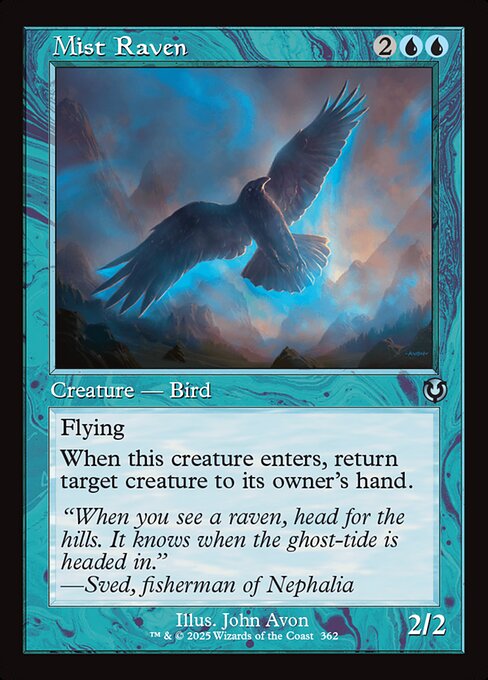 Mist Raven 2
Creature — Bird
Flying
When this creature enters, return
target creature to its owner's hand.
“When you see a raven, head for the
hills. It knows when the ghost-tide is
headed in.”
—Sved, fisherman of Nephalia
Illus. John Avon
2/2
™ & © 2025 Wizards of the Coast 362
-AVON-